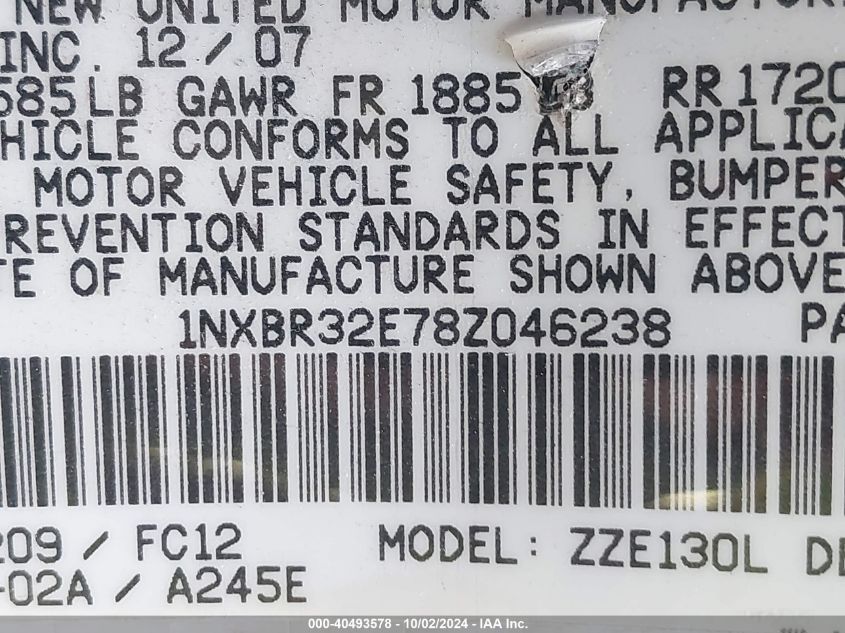 NEW UNITED MOTOR MANUFACTUR
INC. 12/07
585LB GAWR FR 1885 LB RR 1720
HICLE CONFORMS TO ALL APPLICA
MOTOR VEHICLE SAFETY, BUMPER
REVENTION STANDARDS IN EFFECT
TE OF MANUFACTURE SHOWN ABOVE
1NXBR32E78Z046238 PA
209 / FC12 MODEL: ZZE130L DL
-02A / A245E
000-40493578 - 10/02/2024 - IAA Inc.